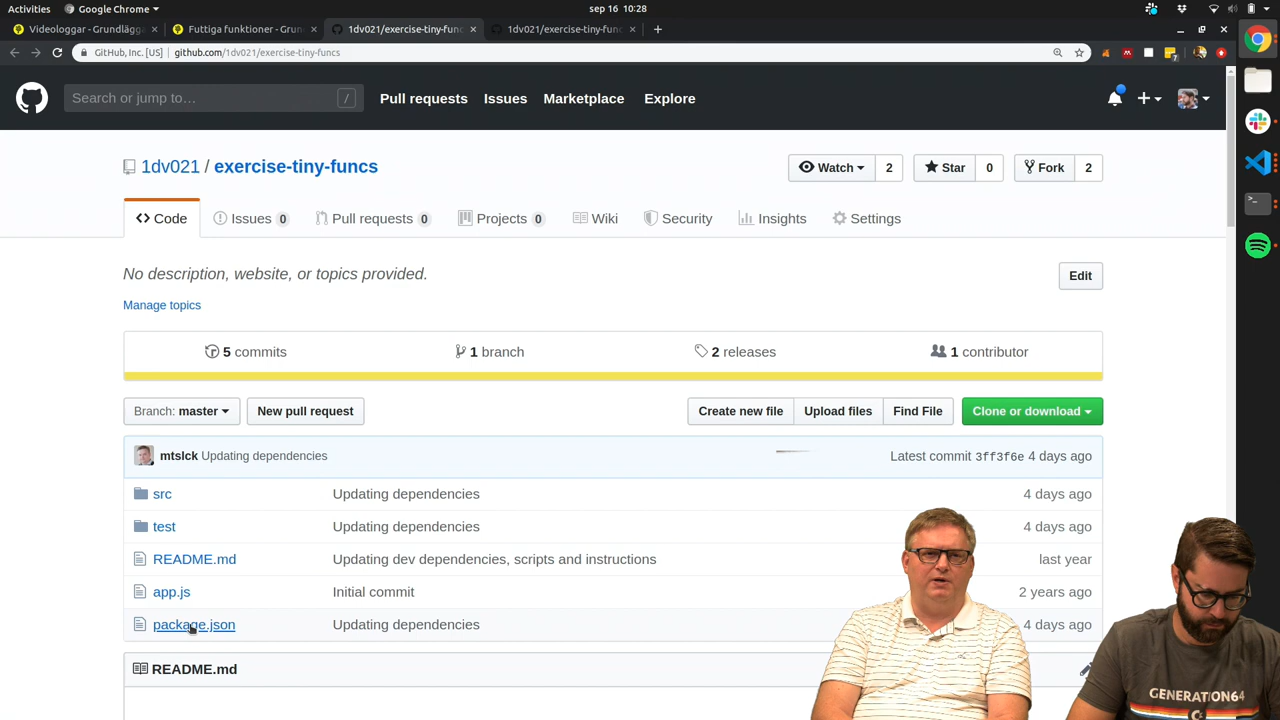 Activities
Google Chrome
sep 16 10:28
Videologgar - Grundlägga
Futtiga funktioner - Grun
1dv021/exercise-tiny-func
1dv021/exercise-tiny-func
GitHub, Inc. [US]
github.com/1dv021/exercise-tiny-funcs
7
Search or jump to…
/
Pull requests
Issues
Marketplace
Explore
1dv021 / exercise-tiny-funcs
Watch 2
Star 0
Fork 2
Code
Issues 0
Pull requests 0
Projects 0
Wiki
Security
Insights
Settings
No description, website, or topics provided.
Edit
Manage topics
5 commits
1 branch
2 releases
1 contributor
Branch: master
New pull request
Create new file
Upload files
Find File
Clone or download
mtslck Updating dependencies
Latest commit 3ff3f6e 4 days ago
src Updating dependencies 4 days ago
test Updating dependencies 4 days ago
README.md Updating dev dependencies, scripts and instructions last year
app.js Initial commit 2 years ago
package.json Updating dependencies 4 days ago
README.md
GENERATION64